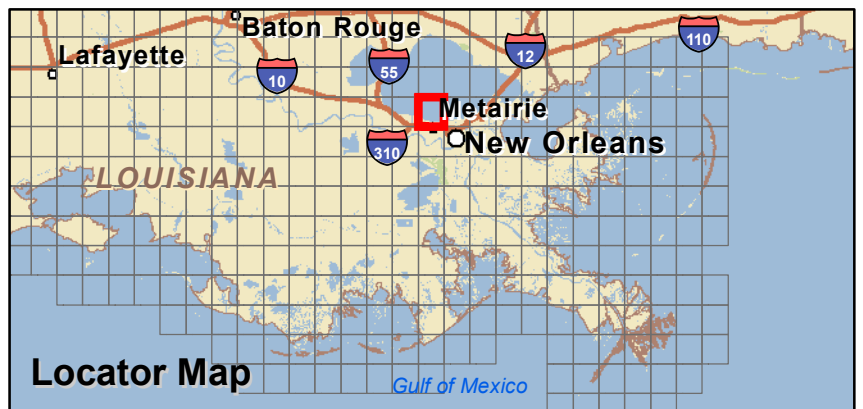 Baton Rouge
Lafayette
110
12
55
10
Metairie
New Orleans
310
LOUISIANA
Locator Map
Gulf of Mexico